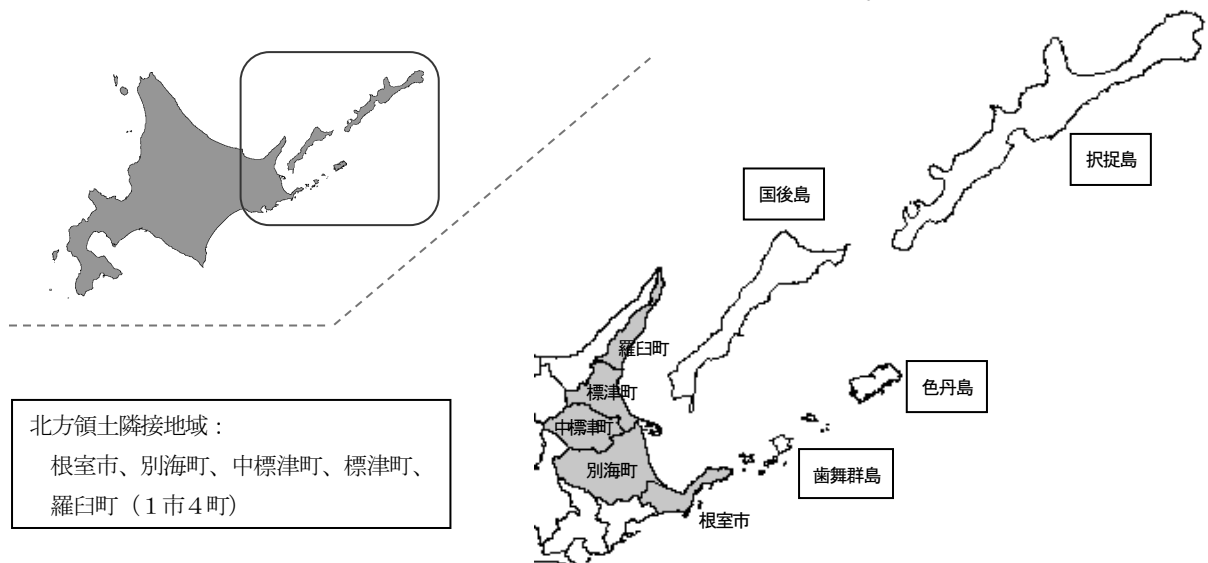 択捉島
国後島
羅臼町
標津町
色丹島
中標津町
北方領土隣接地域：
根室市、別海町、中標津町、標津町、
羅臼町（１市４町）
別海町
歯舞群島
根室市